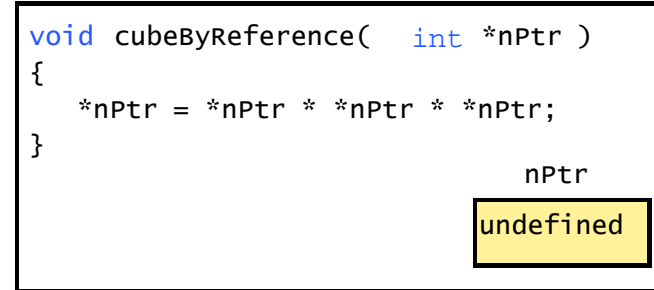 void cubeByReference( int *nPtr )
{
*nPtr = *nPtr * *nPtr * *nPtr;
}
nPtr
undefined